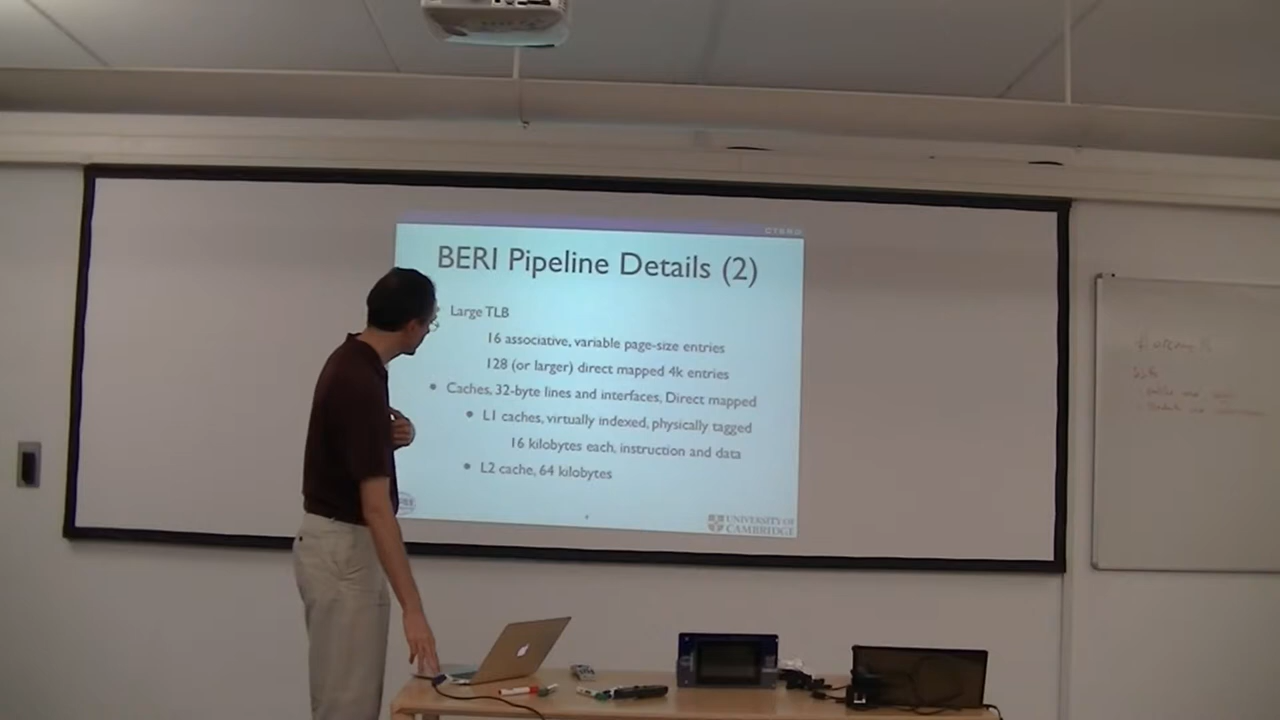 CTSRD
BERI Pipeline Details (2)
Large TLB
16 associative, variable page-size entries
128 (or larger) direct mapped 4k entries
• Caches, 32-byte lines and interfaces, Direct mapped
• L1 caches, virtually indexed, physically tagged
16 kilobytes each, instruction and data
• L2 cache, 64 kilobytes
UNIVERSITY OF
CAMBRIDGE